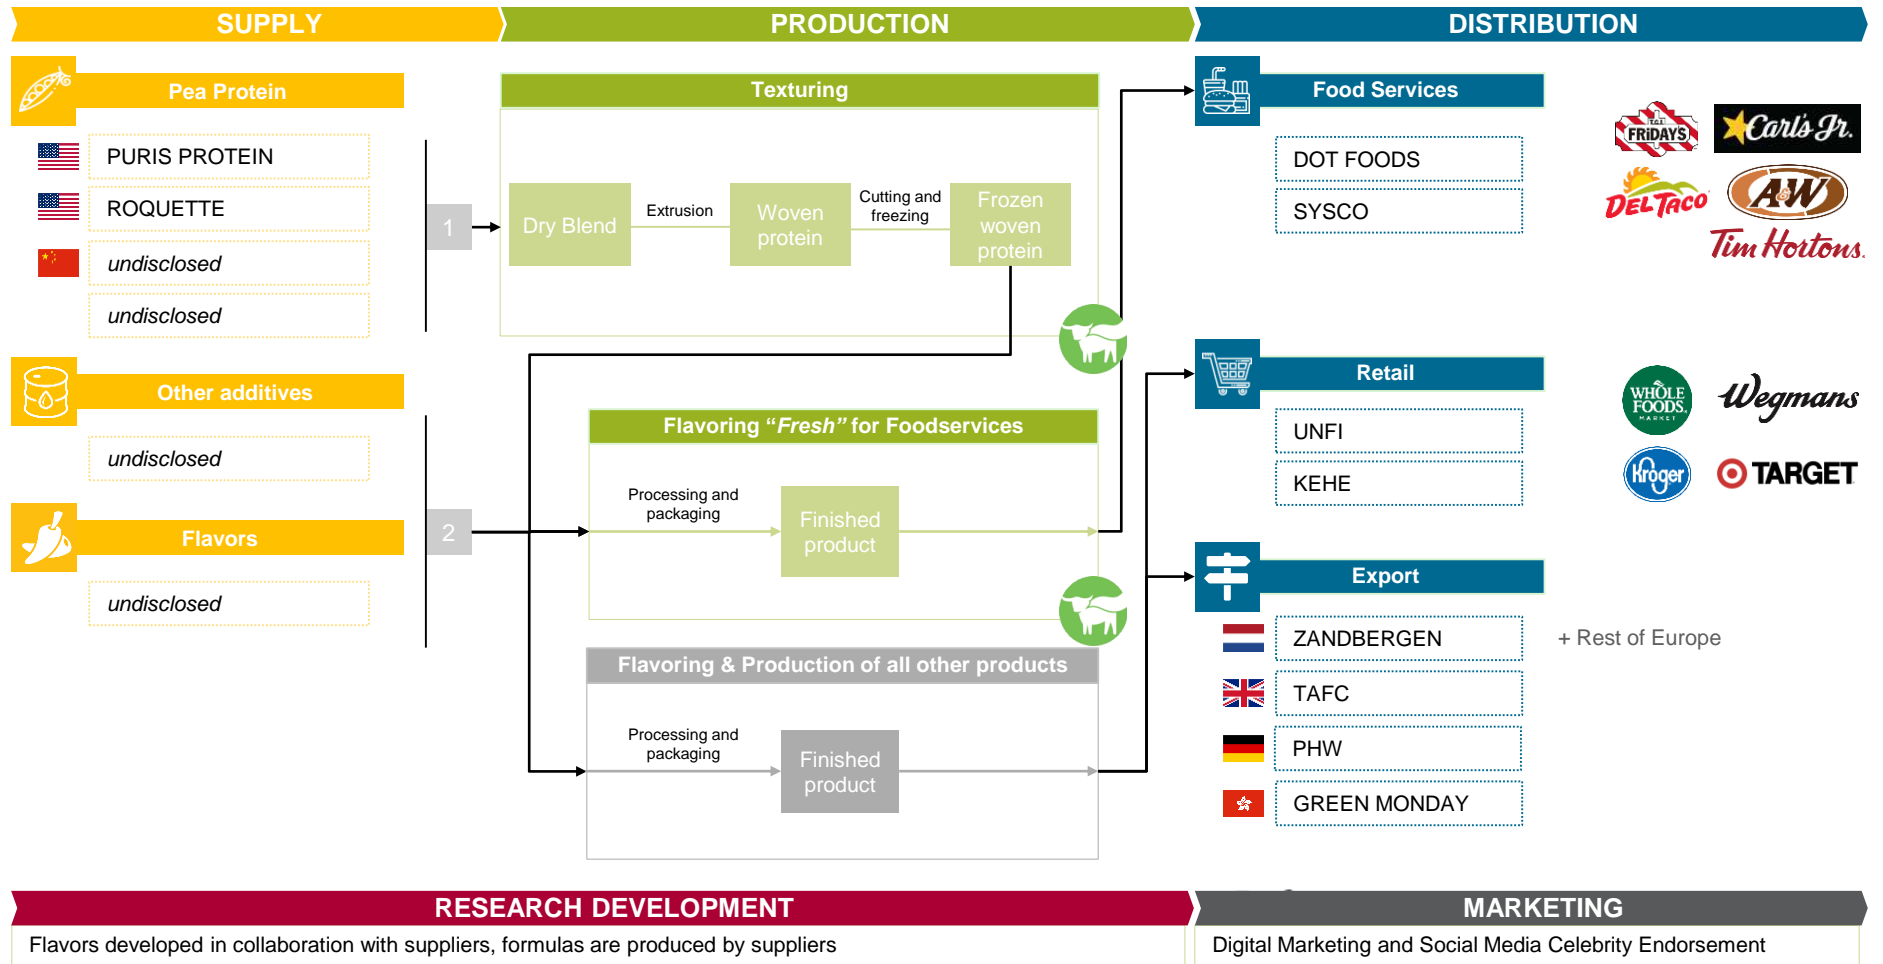 SUPPLY
PRODUCTION
DISTRIBUTION
Pea Protein
PURIS PROTEIN
ROQUETTE
undisclosed
undisclosed
Other additives
undisclosed
Flavors
undisclosed
1
2
Texturing
Dry Blend
Extrusion
Woven
protein
Cutting and
freezing
Frozen
woven
protein
Flavoring “Fresh” for Foodservices
Processing and
packaging
Finished
product
Flavoring & Production of all other products
Processing and
packaging
Finished
product
Food Services
DOT FOODS
SYSCO
T.G.I.
FRiDAY'S
Carl's Jr.
DEL TACO
A&W
Tim Hortons.
Retail
UNFI
KEHE
WHOLE
FOODS
MARKET
Wegmans
Kroger
TARGET
Export
ZANDBERGEN
+ Rest of Europe
TAFC
PHW
GREEN MONDAY
RESEARCH DEVELOPMENT
Flavors developed in collaboration with suppliers, formulas are produced by suppliers
MARKETING
Digital Marketing and Social Media Celebrity Endorsement